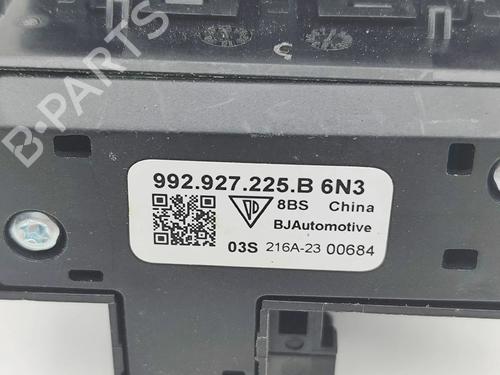 992.927.225.B 6N3
8BS China
BJAutomotive
03S 216A-23 00684
B-PARTS